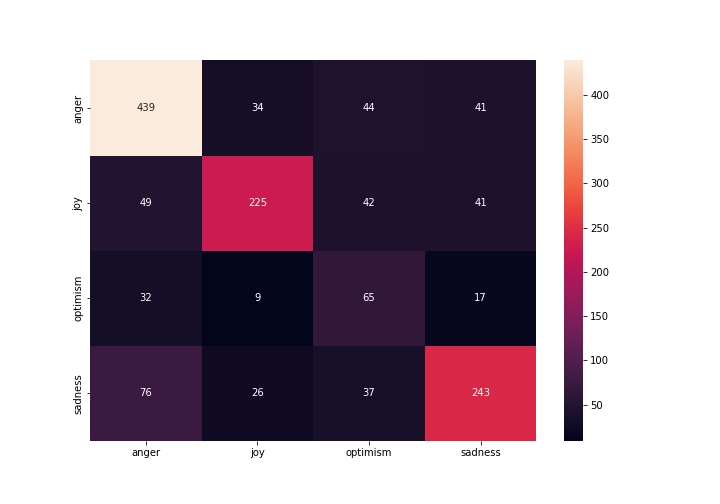 anger 439 34 44 41
joy 49 225 42 41
optimism 32 9 65 17
sadness 76 26 37 243
anger joy optimism sadness
400
350
300
250
200
150
100
50